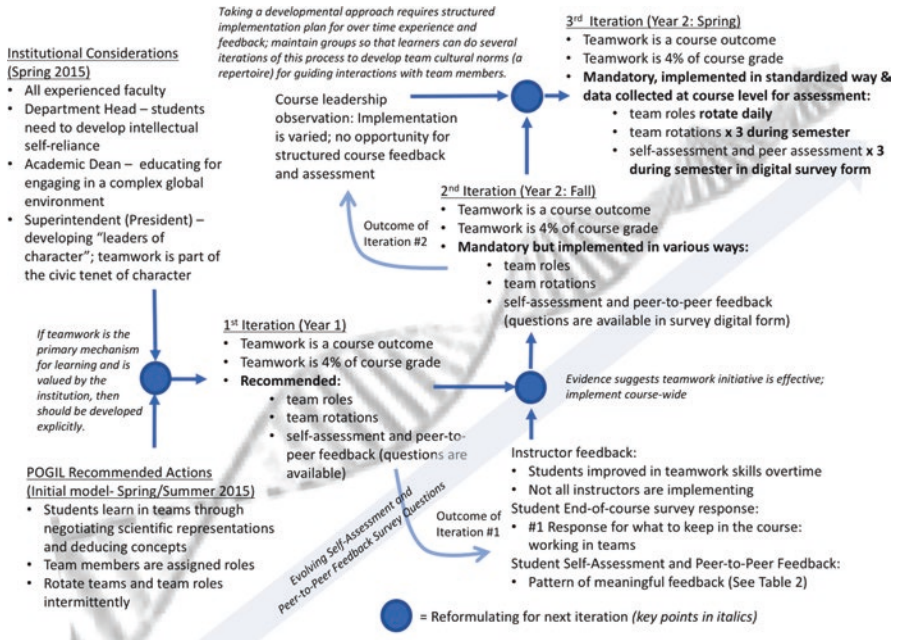 Taking a developmental approach requires structured
implementation plan for over time experience and
feedback; maintain groups so that learners can do several
iterations of this process to develop team cultural norms (a
repertoire) for guiding interactions with team members.
Institutional Considerations
(Spring 2015)
• All experienced faculty
• Department Head – students
need to develop intellectual
self-reliance
• Academic Dean – educating for
engaging in a complex global
environment
• Superintendent (President) –
developing “leaders of
character”; teamwork is part
of the civic tenet of character
If teamwork is the
primary mechanism
for learning and is
valued by the
institution, then
should be developed
explicitly.
POGIL Recommended Actions
(Initial model- Spring/Summer 2015)
• Students learn in teams through
negotiating scientific representations
and deducing concepts
• Team members are assigned roles
• Rotate teams and team roles
intermittently
1st Iteration (Year 1)
• Teamwork is a course outcome
• Teamwork is 4% of course grade
• Recommended:
• team roles
• team rotations
• self-assessment and peer-to-
peer feedback (questions are
available)
Evolving Self-Assessment and
Peer-to-Peer Feedback Survey Questions
Outcome of
Iteration #1
Instructor feedback:
• Students improved in teamwork skills overtime
• Not all instructors are implementing
Student End-of-course survey response:
• #1 Response for what to keep in the course:
working in teams
Student Self-Assessment and Peer-to-Peer Feedback:
• Pattern of meaningful feedback (See Table 2)
Evidence suggests teamwork initiative is effective;
implement course-wide
2nd Iteration (Year 2: Fall)
• Teamwork is a course outcome
• Teamwork is 4% of course grade
• Mandatory but implemented in various ways:
• team roles
• team rotations
• self-assessment and peer-to-peer feedback
(questions are available in survey digital form)
Outcome of
Iteration #2
Course leadership
observation: Implementation
is varied; no opportunity for
structured course feedback
and assessment
3rd Iteration (Year 2: Spring)
• Teamwork is a course outcome
• Teamwork is 4% of course grade
• Mandatory, implemented in standardized way &
data collected at course level for assessment:
• team roles rotate daily
• team rotations x 3 during semester
• self-assessment and peer assessment x 3
during semester in digital survey form
= Reformulating for next iteration (key points in italics)